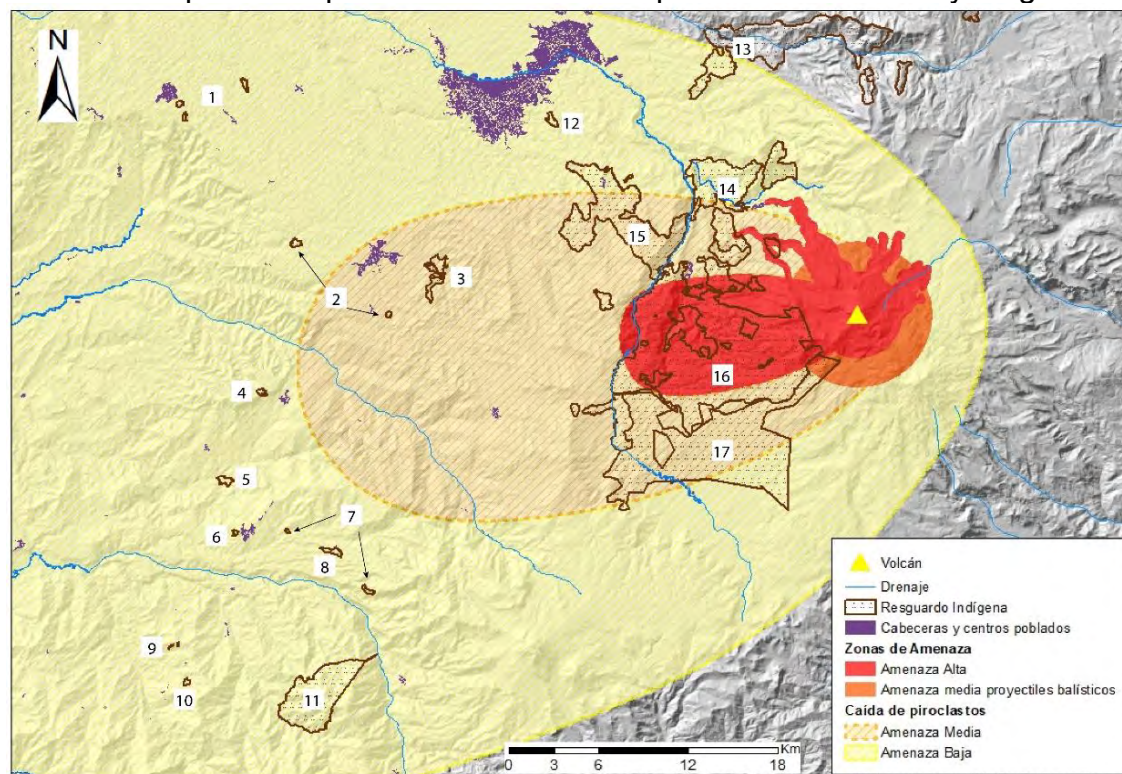 N
1
2
3
4
5
6
7
8
9
10
11
12
13
14
15
16
17
Volcán
Drenaje
Resguardo Indígena
Cabeceras y centros poblados
Zonas de Amenaza
Amenaza Alta
Amenaza media proyectiles balísticos
Caída de piroclastos
Amenaza Media
Amenaza Baja
Km
0 3 6 12 18